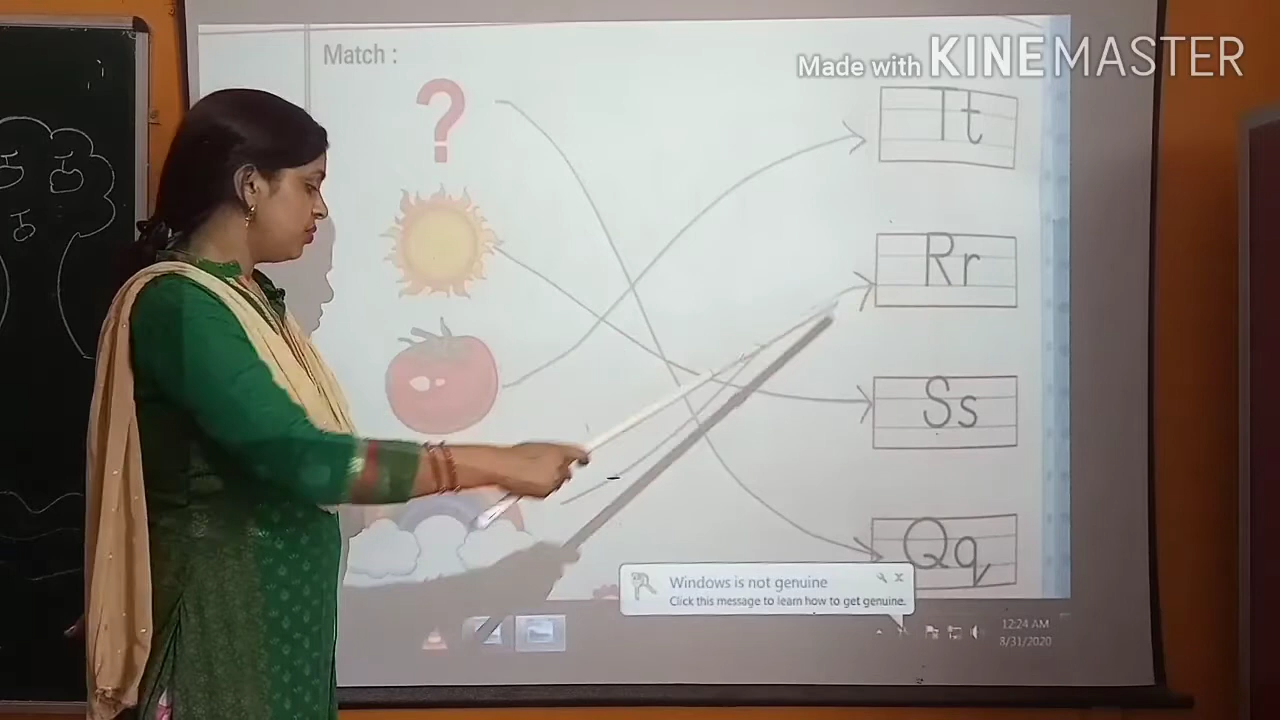 Match :
?
Made with KINEMASTER
Tt
Rr
Ss
Qq
Windows is not genuine
Click this message to learn how to get genuine.
12:24 AM
8/31/2020